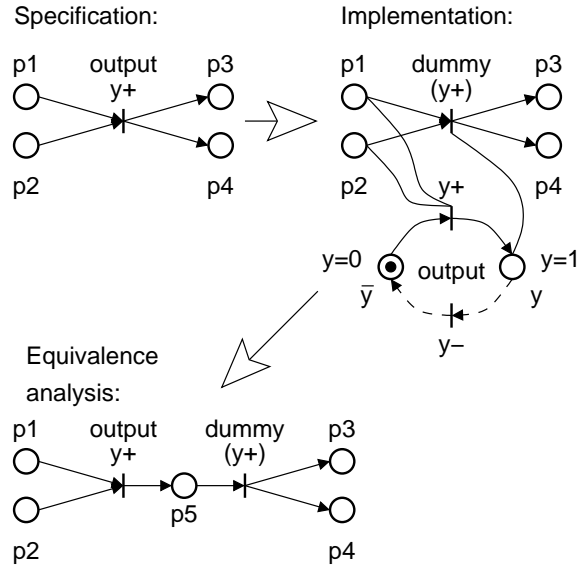 Specification:
Implementation:
p1
output
y+
p3
p2
p4
p1
dummy
(y+)
p3
p2
p4
y+
y=0
output
y=1
y̅
y
y−
Equivalence
analysis:
p1
output
y+
dummy
(y+)
p3
p5
p2
p4